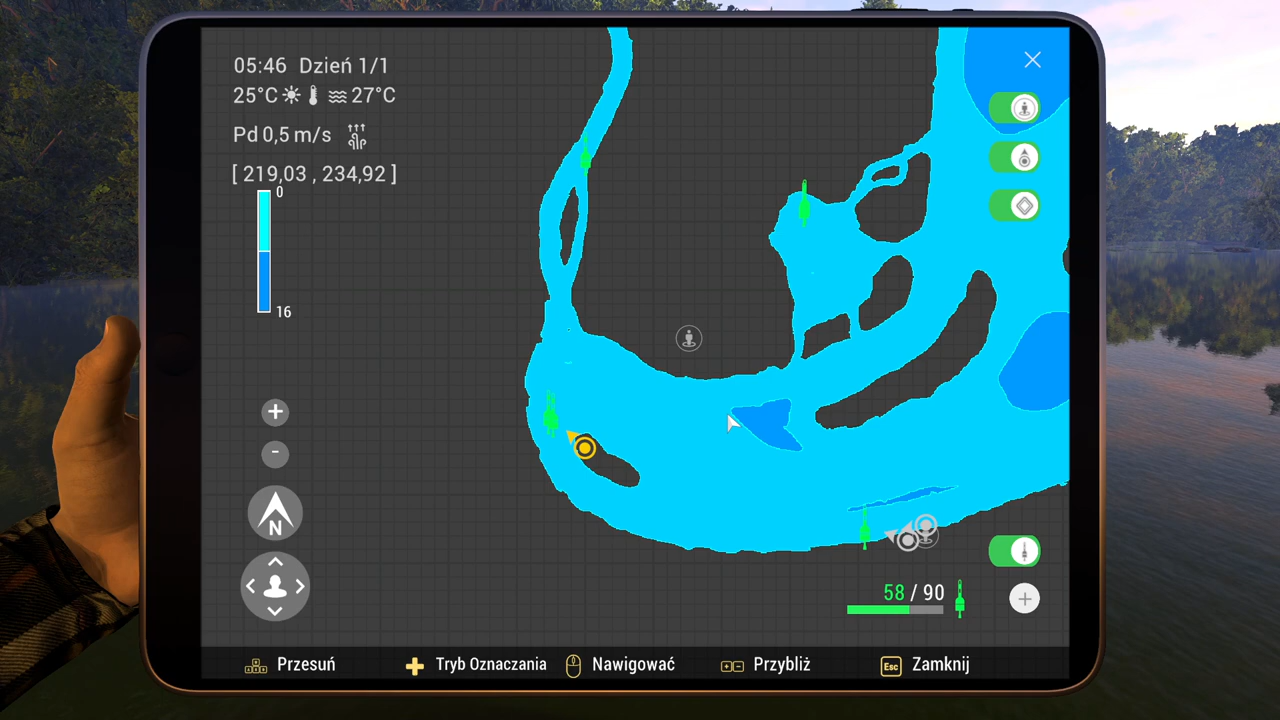 05:46 Dzień 1/1
25°C 27°C
Pd 0,5 m/s
[ 219,03 , 234,92 ]
0
16
+
-
N
58 / 90
+
Przesuń
Tryb Oznaczania
Nawigować
Przybliż
Esc Zamknij